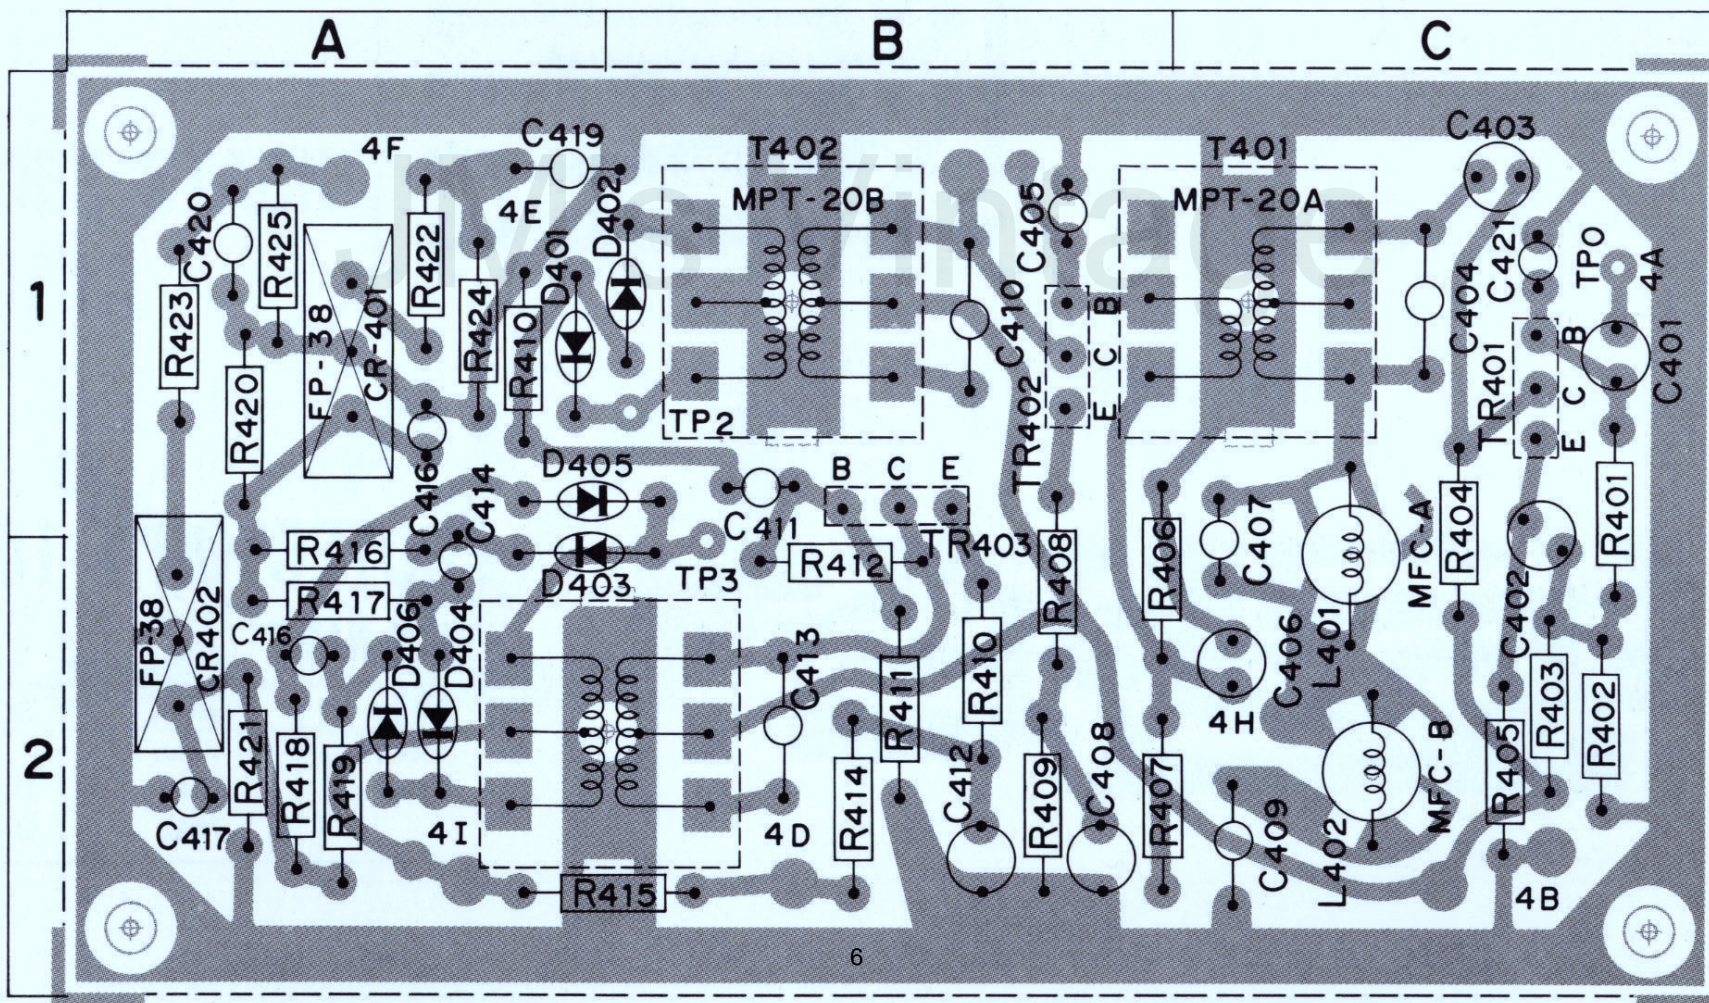 A
B
C
1
2
4F
C419
T402
T401
C403
MPT-20B
MPT-20A
JM's Vintage
C420
R425
4E
D402
C405
C421
TP0
4A
R423
FP-38
CR-401
R422
R424
R410
D401
C410
B
C
E
C404
TR401
B
C
E
C401
R420
TP2
TR402
C416
C414
D405
B
C
E
C411
R416
D403
TP3
R412
TR403
R408
R406
C407
MFC-A
R404
R401
R417
FP-38
CR402
C416
D406
D404
C413
R411
R410
C406
L401
C402
R403
R402
R421
R418
R419
4H
MFC-B
R405
C417
4I
4D
R414
C412
R409
C408
R407
C409
L402
R415
4B
6